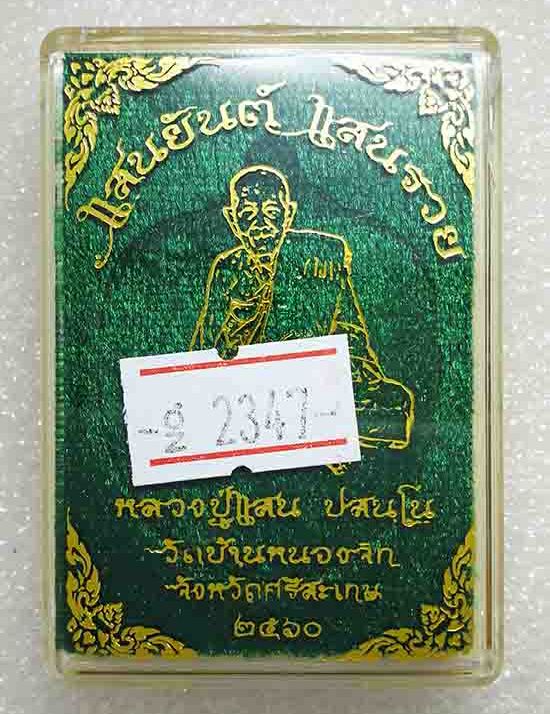 แสนยันต์ แสนรวย
-ชุ 2347-
หลวงปู่แสน ปสนฺโน
วัดบ้านหนองจิก
จังหวัดศรีสะเกษ
๒๕๖๐